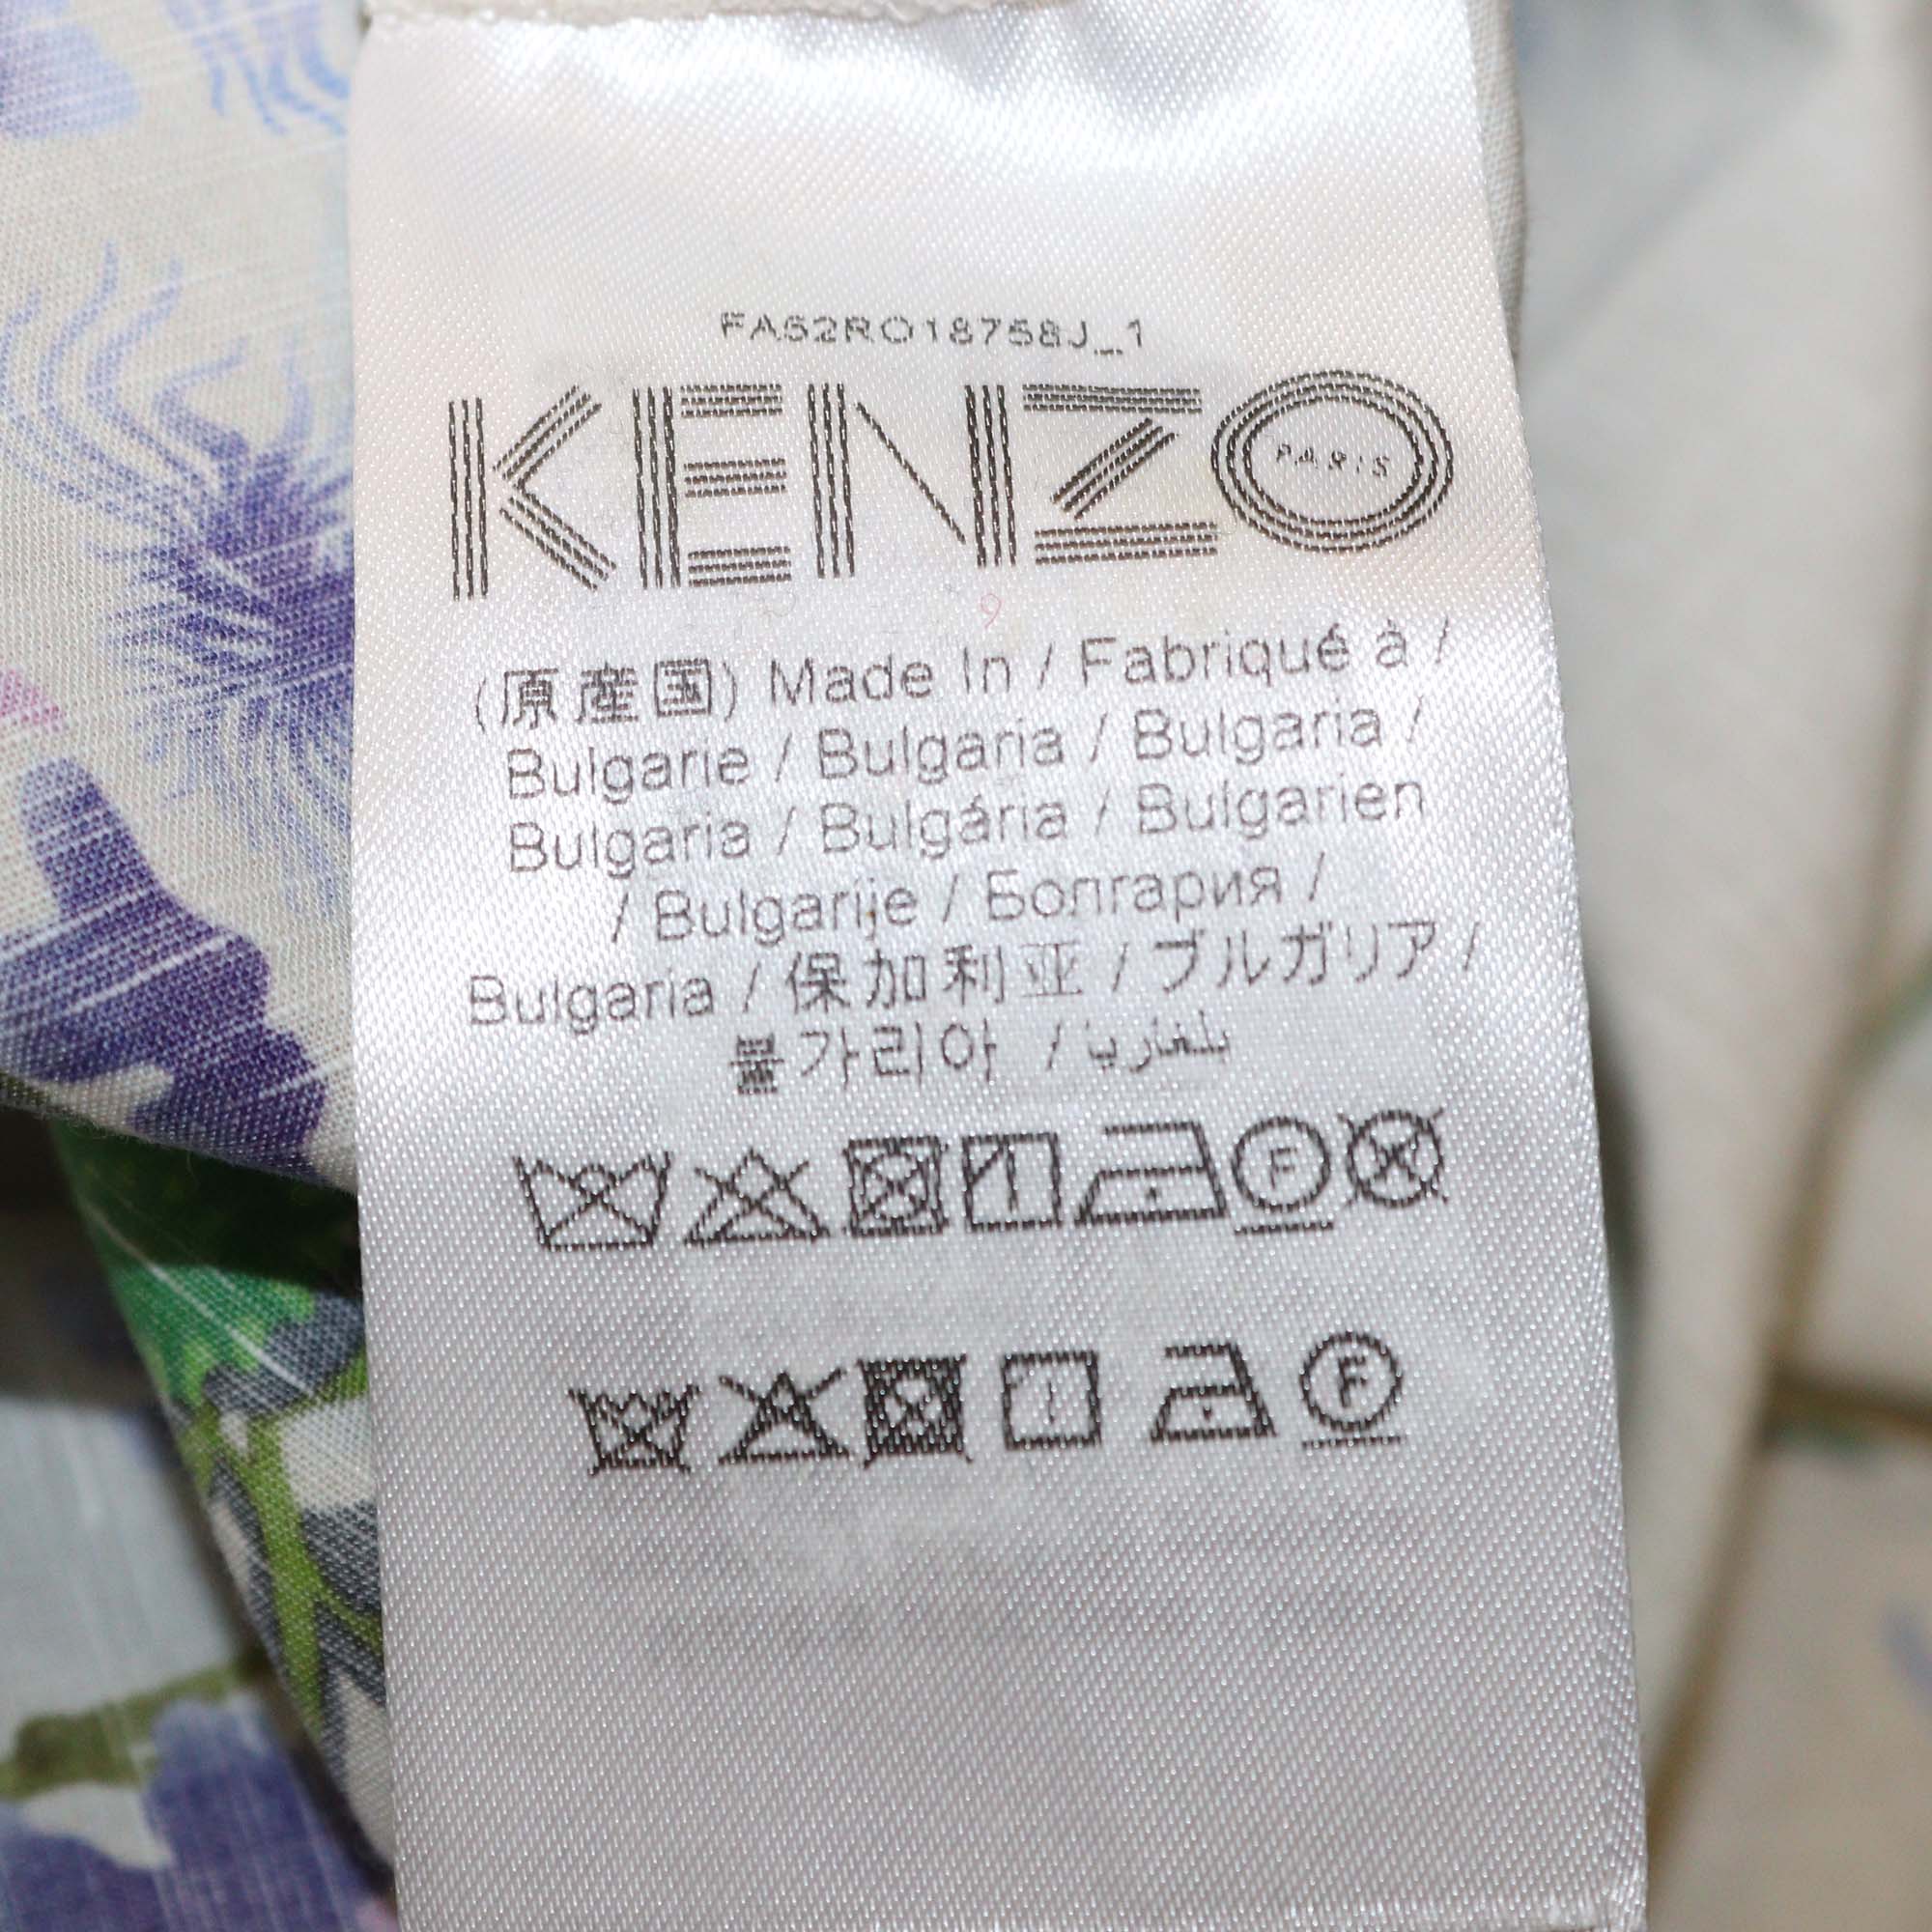 FA52RO18758J_1
KENZO
PARIS
(原産国) Made In / Fabriqué à /
Bulgarie / Bulgaria / Bulgaria /
Bulgaria / Bulgária / Bulgarien
/ Bulgarije / Болгария /
Bulgaria / 保加利亚 / ブルガリア /
불가리아 / بلغاريا
F
F